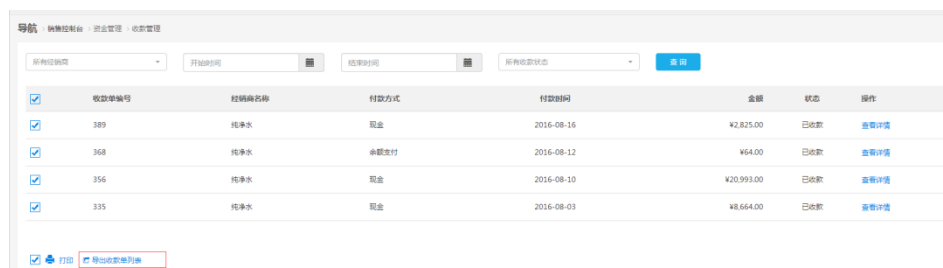 导航 > 销售控制台 > 资金管理 > 收款管理
所有经销商 开始时间 结束时间 所有收款状态 查询
收款单编号 经销商名称 付款方式 付款时间 金额 状态 操作
389 纯净水 现金 2016-08-16 ¥2,825.00 已收款 查看详情
368 纯净水 余额支付 2016-08-12 ¥64.00 已收款 查看详情
356 纯净水 现金 2016-08-10 ¥20,993.00 已收款 查看详情
335 纯净水 现金 2016-08-03 ¥8,664.00 已收款 查看详情
打印 导出收款单列表